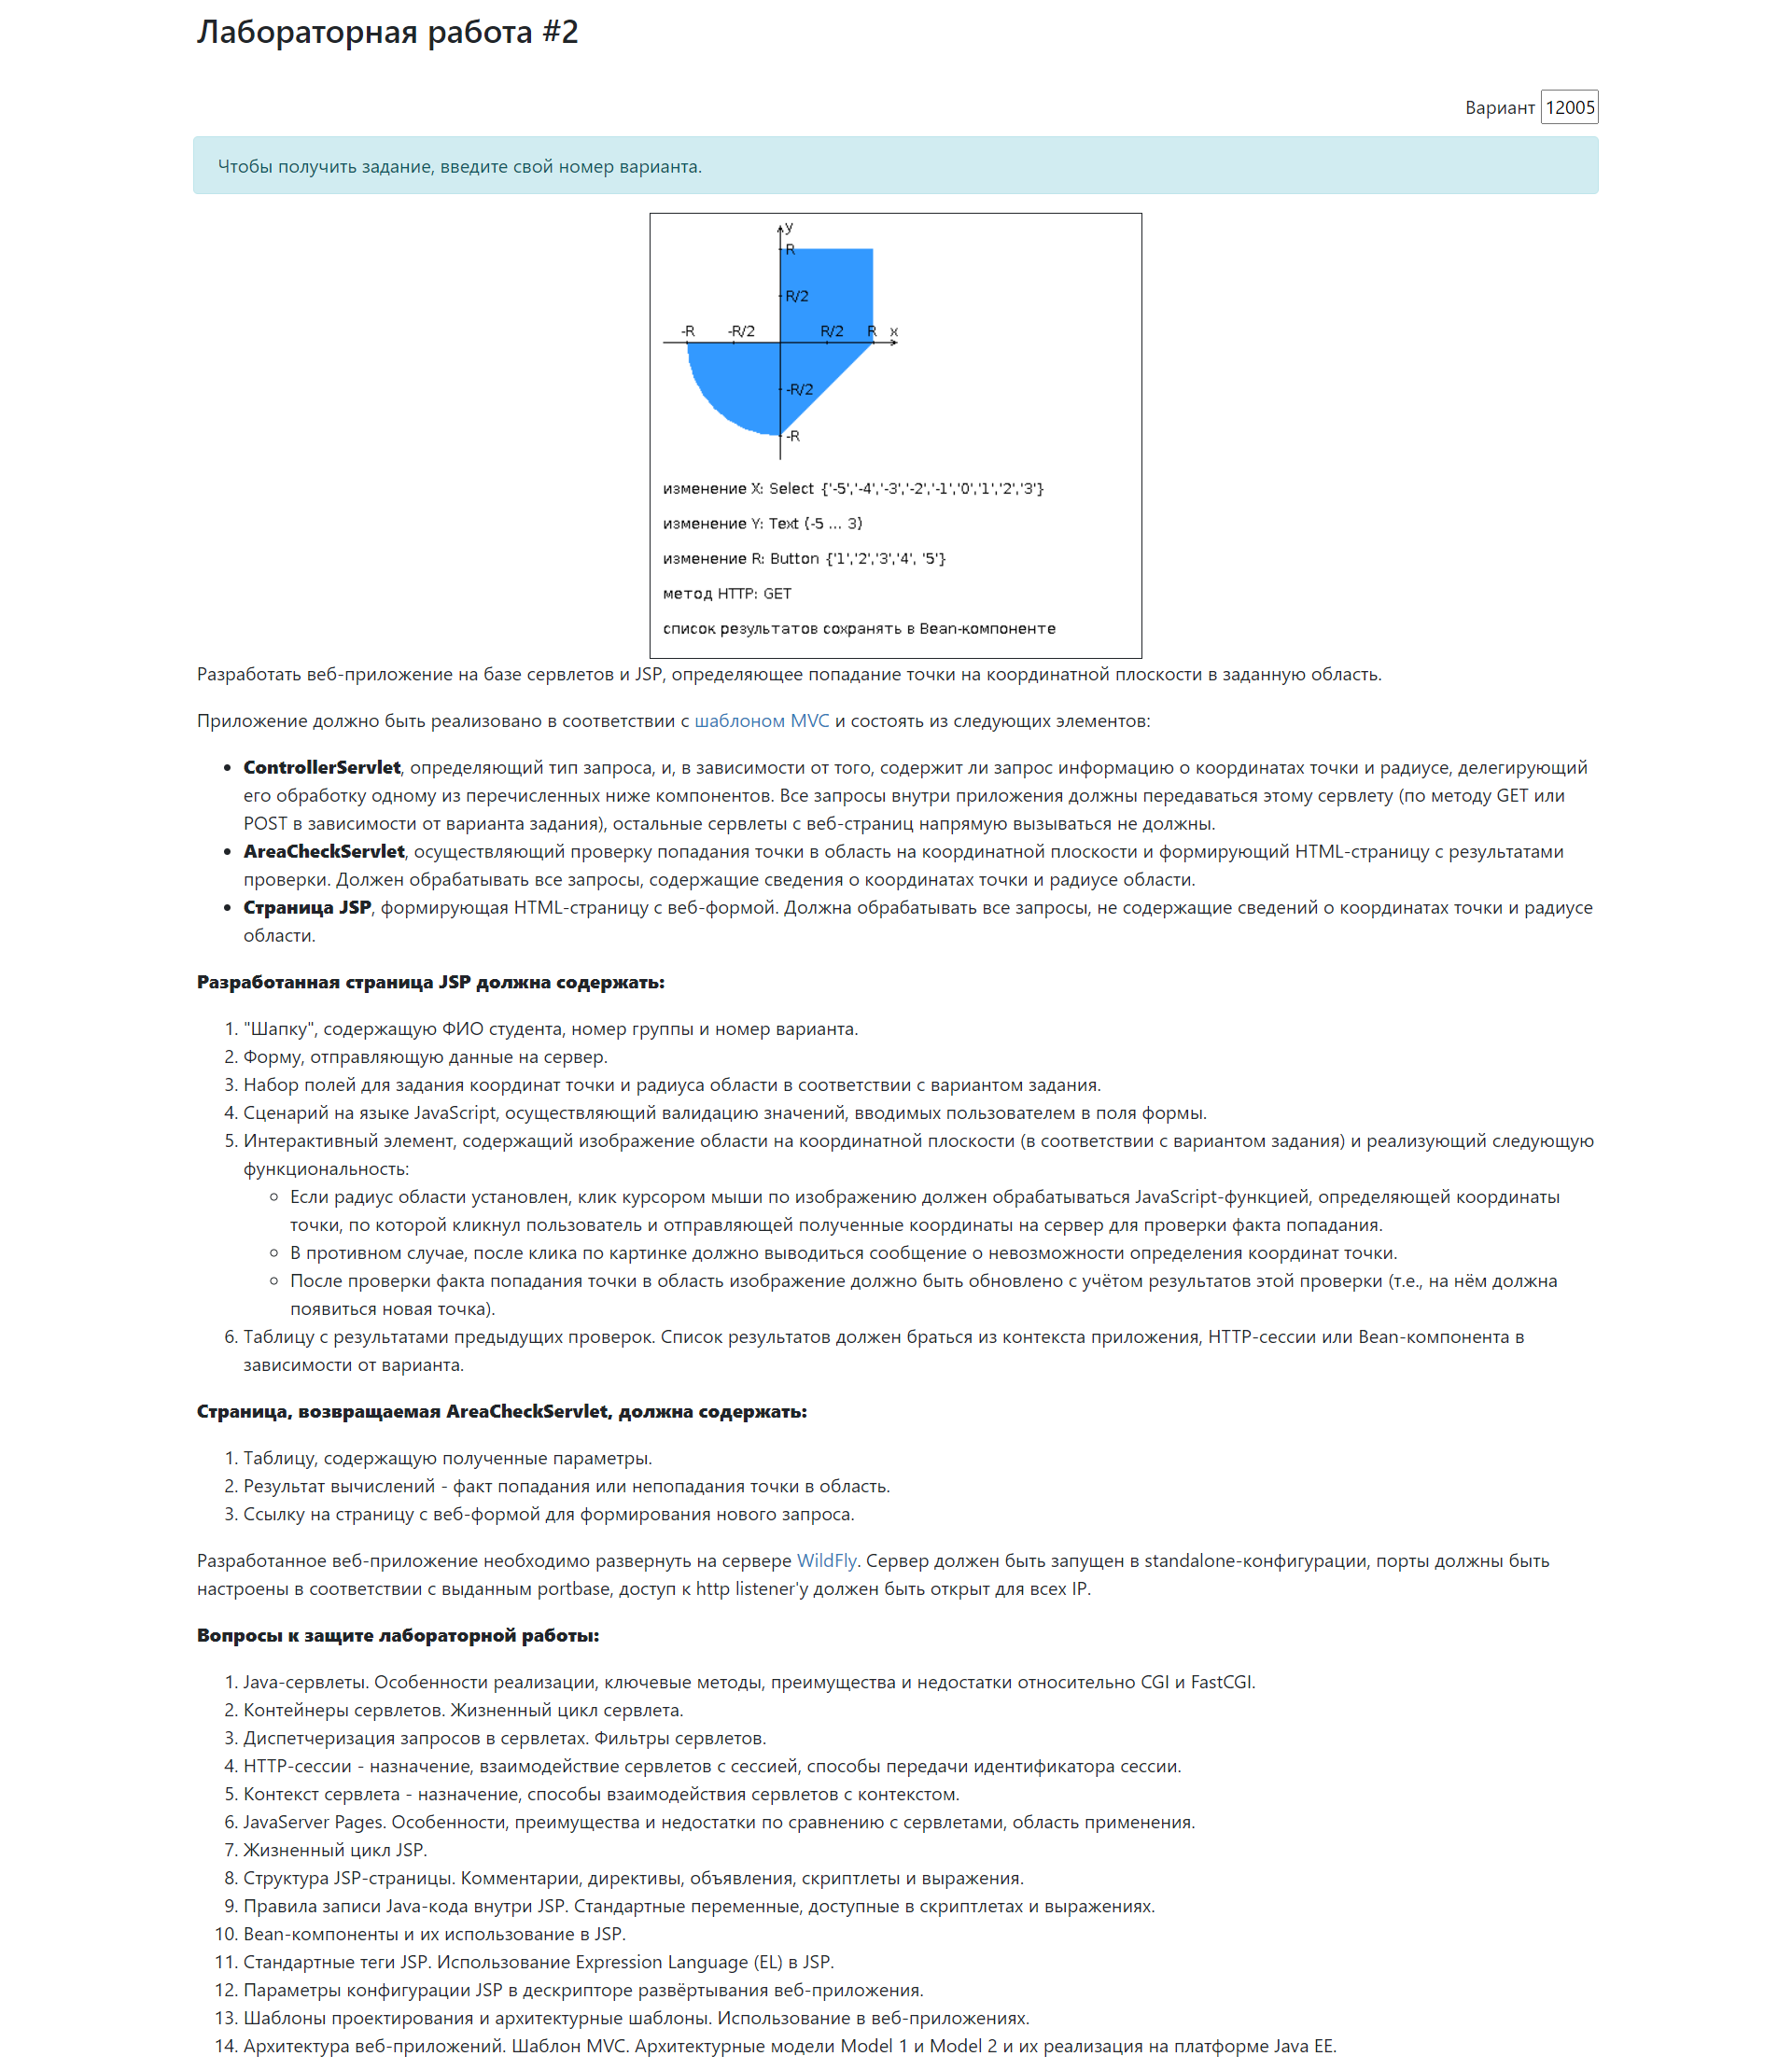 Лабораторная работа #2
Вариант 12005
Чтобы получить задание, введите свой номер варианта.
y
R
R/2
-R -R/2 R/2 R x
-R/2
-R
изменение X: Select {'-5','-4','-3','-2','-1','0','1','2','3'}
изменение Y: Text (-5 ... 3)
изменение R: Button {'1','2','3','4', '5'}
метод HTTP: GET
список результатов сохранять в Bean-компоненте
Разработать веб-приложение на базе сервлетов и JSP, определяющее попадание точки на координатной плоскости в заданную область.
Приложение должно быть реализовано в соответствии с шаблоном MVC и состоять из следующих элементов:
• ControllerServlet, определяющий тип запроса, и, в зависимости от того, содержит ли запрос информацию о координатах точки и радиусе, делегирующий
его обработку одному из перечисленных ниже компонентов. Все запросы внутри приложения должны передаваться этому сервлету (по методу GET или
POST в зависимости от варианта задания), остальные сервлеты с веб-страниц напрямую вызываться не должны.
• AreaCheckServlet, осуществляющий проверку попадания точки в область на координатной плоскости и формирующий HTML-страницу с результатами
проверки. Должен обрабатывать все запросы, содержащие сведения о координатах точки и радиусе области.
• Страница JSP, формирующая HTML-страницу с веб-формой. Должна обрабатывать все запросы, не содержащие сведений о координатах точки и радиусе
области.
Разработанная страница JSP должна содержать:
1. "Шапку", содержащую ФИО студента, номер группы и номер варианта.
2. Форму, отправляющую данные на сервер.
3. Набор полей для задания координат точки и радиуса области в соответствии с вариантом задания.
4. Сценарий на языке JavaScript, осуществляющий валидацию значений, вводимых пользователем в поля формы.
5. Интерактивный элемент, содержащий изображение области на координатной плоскости (в соответствии с вариантом задания) и реализующий следующую
функциональность:
◦ Если радиус области установлен, клик курсором мыши по изображению должен обрабатываться JavaScript-функцией, определяющей координаты
точки, по которой кликнул пользователь и отправляющей полученные координаты на сервер для проверки факта попадания.
◦ В противном случае, после клика по картинке должно выводиться сообщение о невозможности определения координат точки.
◦ После проверки факта попадания точки в область изображение должно быть обновлено с учётом результатов этой проверки (т.е., на нём должна
появиться новая точка).
6. Таблицу с результатами предыдущих проверок. Список результатов должен браться из контекста приложения, HTTP-сессии или Bean-компонента в
зависимости от варианта.
Страница, возвращаемая AreaCheckServlet, должна содержать:
1. Таблицу, содержащую полученные параметры.
2. Результат вычислений - факт попадания или непопадания точки в область.
3. Ссылку на страницу с веб-формой для формирования нового запроса.
Разработанное веб-приложение необходимо развернуть на сервере WildFly. Сервер должен быть запущен в standalone-конфигурации, порты должны быть
настроены в соответствии с выданным portbase, доступ к http listener'у должен быть открыт для всех IP.
Вопросы к защите лабораторной работы:
1. Java-сервлеты. Особенности реализации, ключевые методы, преимущества и недостатки относительно CGI и FastCGI.
2. Контейнеры сервлетов. Жизненный цикл сервлета.
3. Диспетчеризация запросов в сервлетах. Фильтры сервлетов.
4. HTTP-сессии - назначение, взаимодействие сервлетов с сессией, способы передачи идентификатора сессии.
5. Контекст сервлета - назначение, способы взаимодействия сервлетов с контекстом.
6. JavaServer Pages. Особенности, преимущества и недостатки по сравнению с сервлетами, область применения.
7. Жизненный цикл JSP.
8. Структура JSP-страницы. Комментарии, директивы, объявления, скриптлеты и выражения.
9. Правила записи Java-кода внутри JSP. Стандартные переменные, доступные в скриптлетах и выражениях.
10. Bean-компоненты и их использование в JSP.
11. Стандартные теги JSP. Использование Expression Language (EL) в JSP.
12. Параметры конфигурации JSP в дескрипторе развёртывания веб-приложения.
13. Шаблоны проектирования и архитектурные шаблоны. Использование в веб-приложениях.
14. Архитектура веб-приложений. Шаблон MVC. Архитектурные модели Model 1 и Model 2 и их реализация на платформе Java EE.